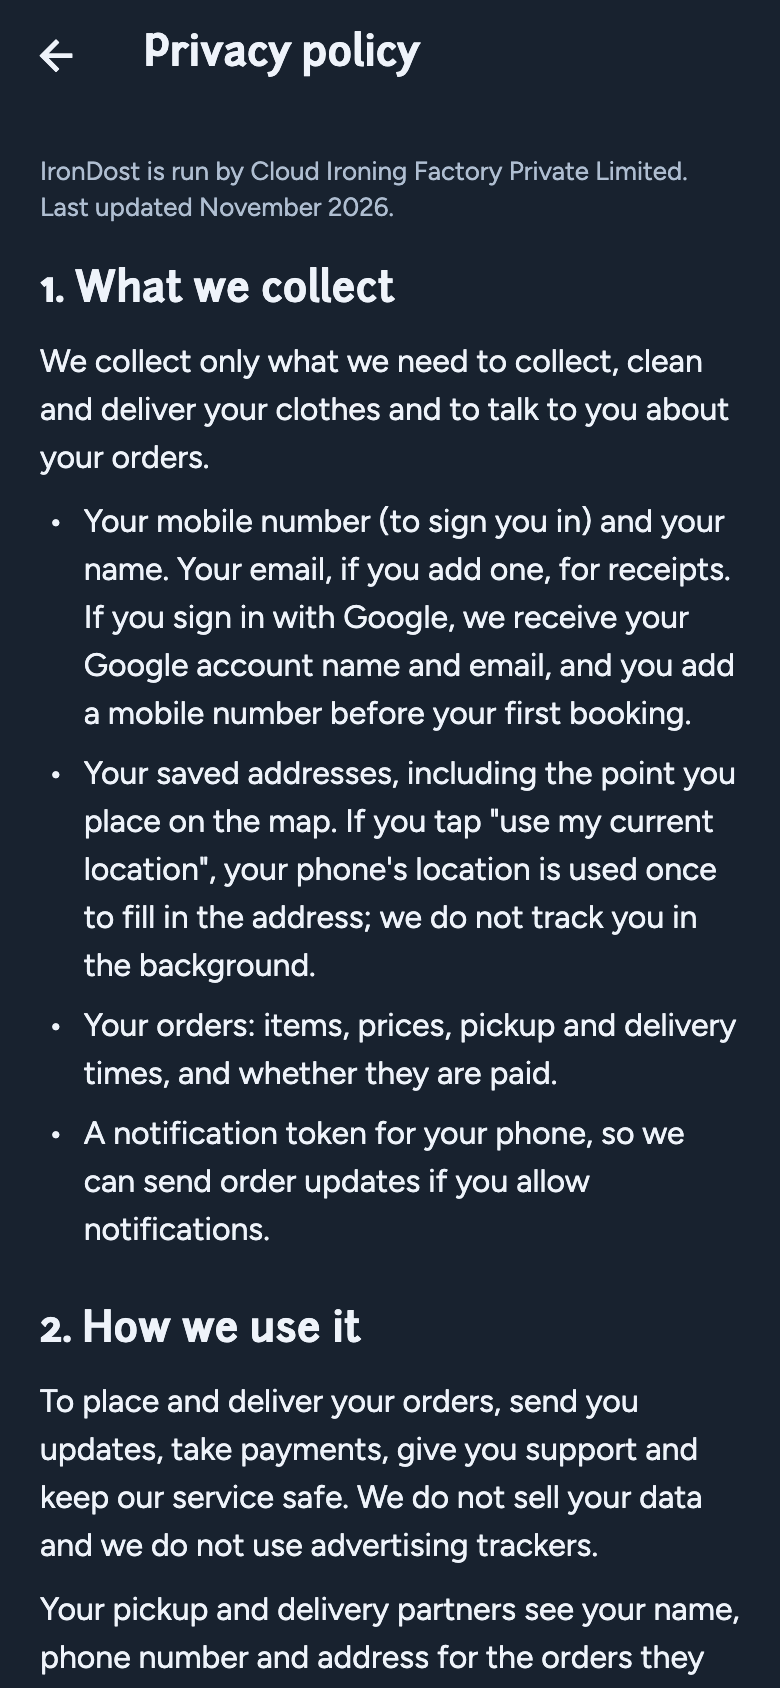 Privacy policy
IronDost is run by Cloud Ironing Factory Private Limited.
Last updated November 2026.
1. What we collect
We collect only what we need to collect, clean
and deliver your clothes and to talk to you about
your orders.
• Your mobile number (to sign you in) and your
name. Your email, if you add one, for receipts.
If you sign in with Google, we receive your
Google account name and email, and you add
a mobile number before your first booking.
• Your saved addresses, including the point you
place on the map. If you tap "use my current
location", your phone's location is used once
to fill in the address; we do not track you in
the background.
• Your orders: items, prices, pickup and delivery
times, and whether they are paid.
• A notification token for your phone, so we
can send order updates if you allow
notifications.
2. How we use it
To place and deliver your orders, send you
updates, take payments, give you support and
keep our service safe. We do not sell your data
and we do not use advertising trackers.
Your pickup and delivery partners see your name,
phone number and address for the orders they